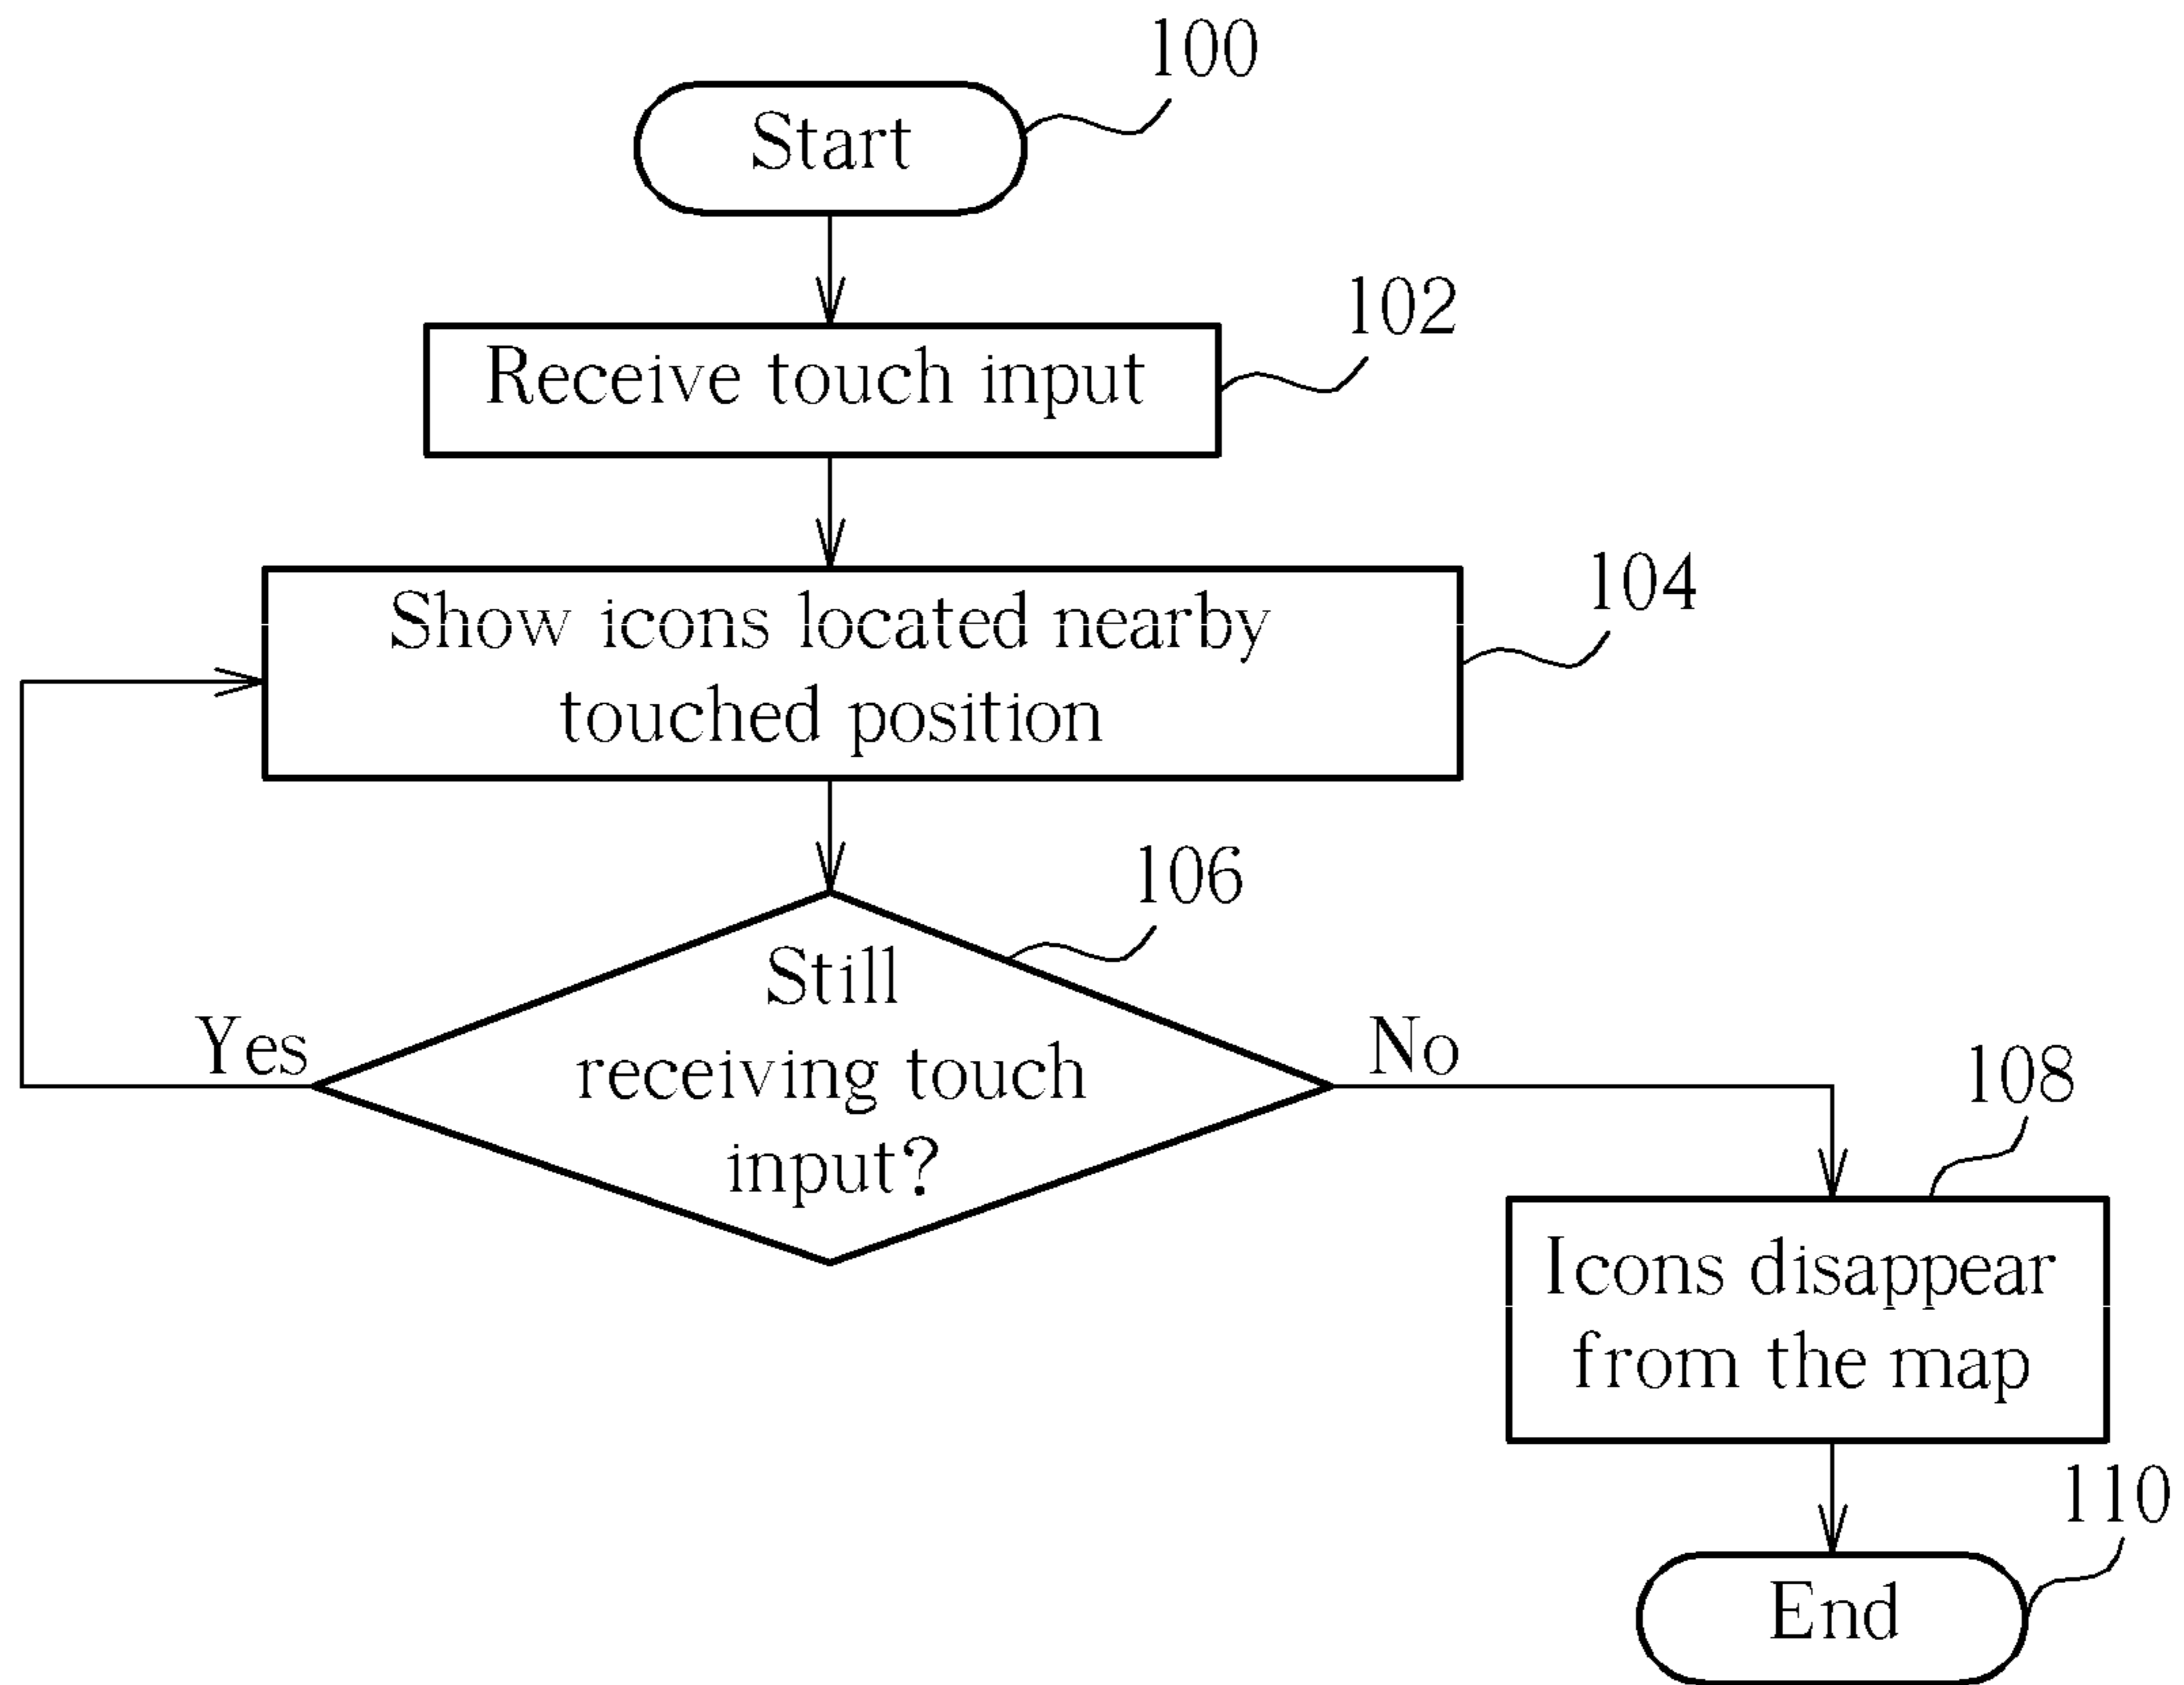 100
Start
102
Receive touch input
104
Show icons located nearby
touched position
106
Still
receiving touch
input?
Yes
No
108
Icons disappear
from the map
110
End